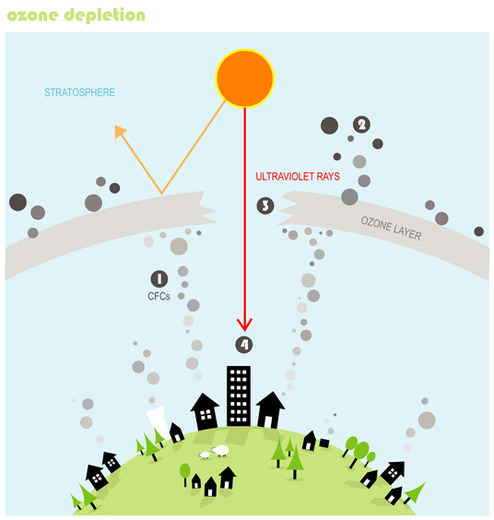 ozone depletion
STRATOSPHERE
2
ULTRAVIOLET RAYS
3
OZONE LAYER
1
CFCs
4